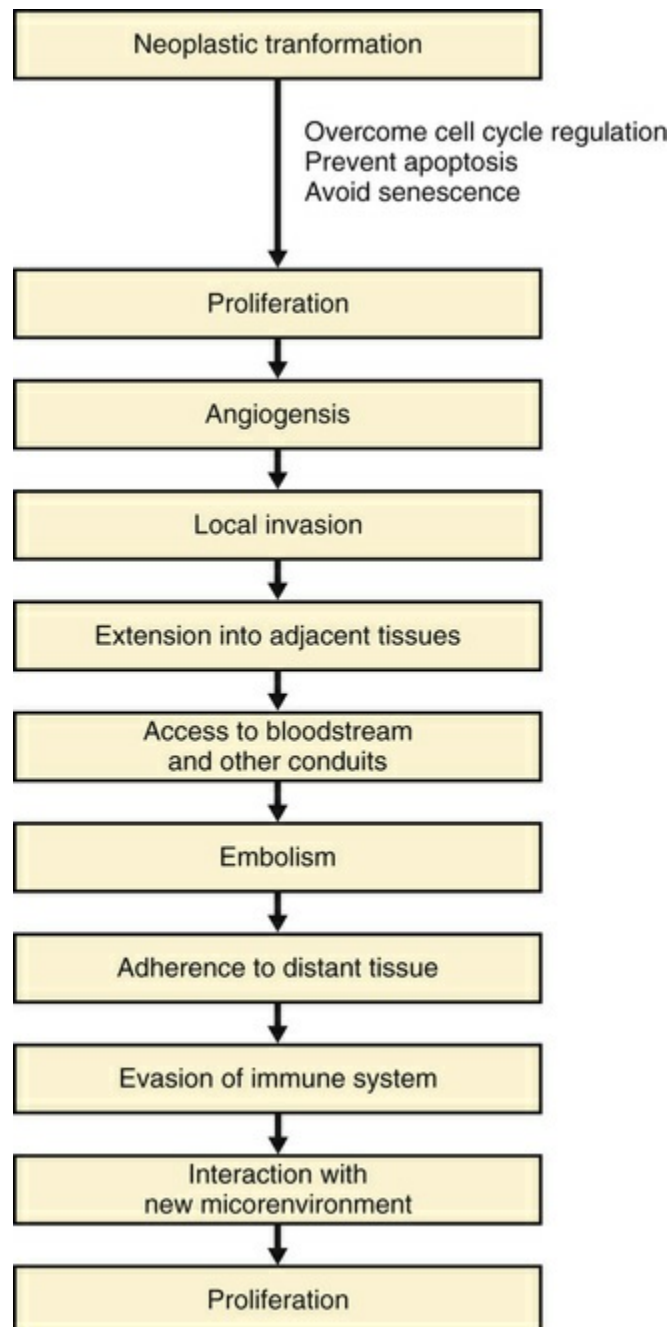 Neoplastic tranformation
Overcome cell cycle regulation
Prevent apoptosis
Avoid senescence
Proliferation
Angiogensis
Local invasion
Extension into adjacent tissues
Access to bloodstream
and other conduits
Embolism
Adherence to distant tissue
Evasion of immune system
Interaction with
new micorenvironment
Proliferation